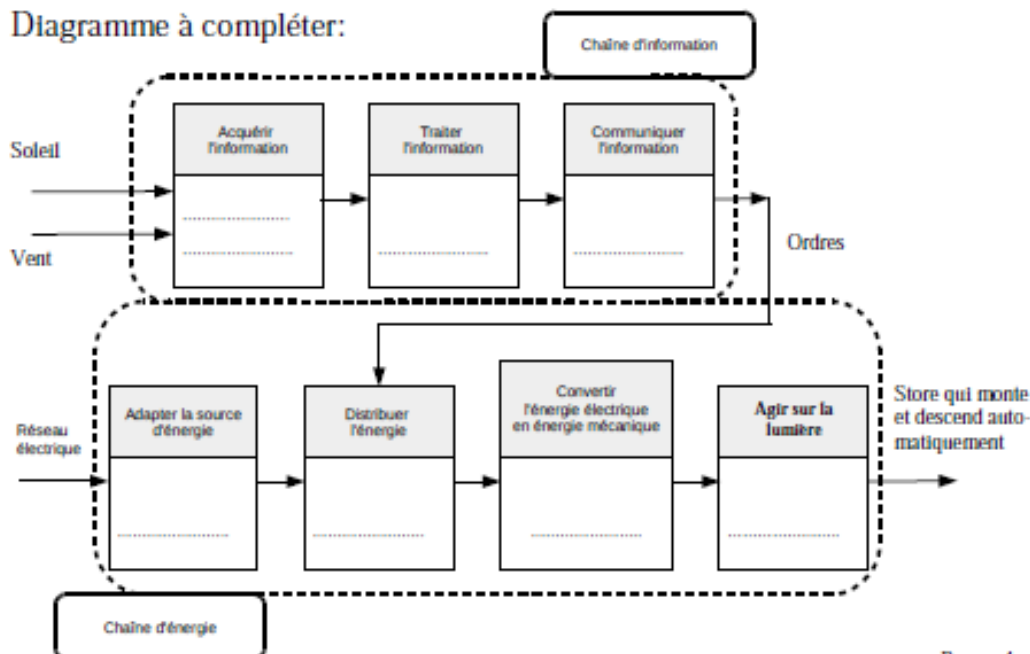 Diagramme à compléter:
Chaîne d'information
Acquérir
l'information
Traiter
l'information
Communiquer
l'information
Soleil
Vent
..............................
..............................
..............................
..............................
Ordres
Adapter la source
d'énergie
Distribuer
l'énergie
Convertir
l'énergie électrique
en énergie mécanique
Agir sur la
lumière
Réseau
électrique
..............................
..............................
..............................
..............................
Store qui monte
et descend auto-
matiquement
Chaîne d'énergie